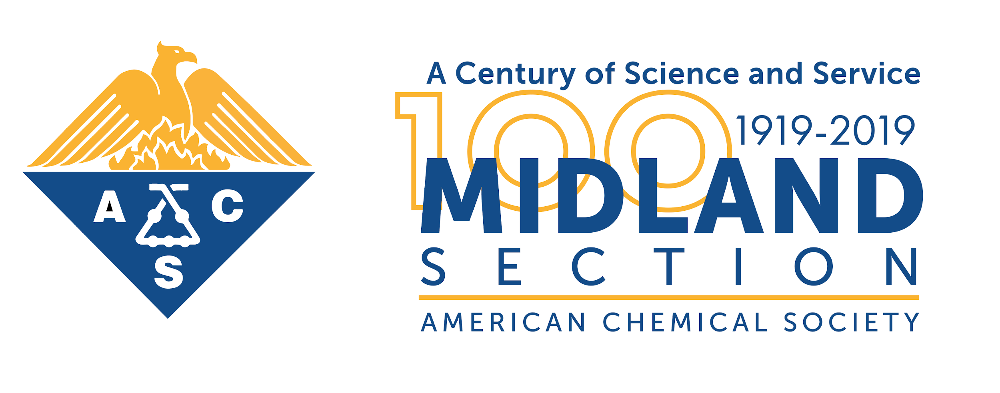 A C
S
A Century of Science and Service
100
1919-2019
MIDLAND
SECTION
AMERICAN CHEMICAL SOCIETY